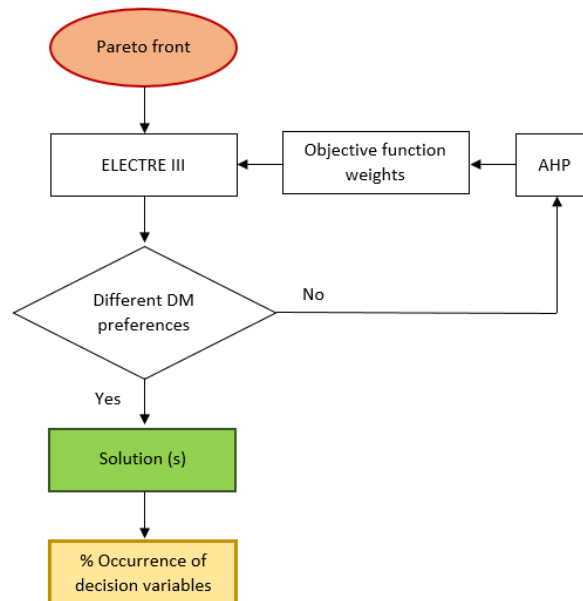 Pareto front
ELECTRE III
Objective function
weights
AHP
Different DM
preferences
No
Yes
Solution (s)
% Occurrence of
decision variables